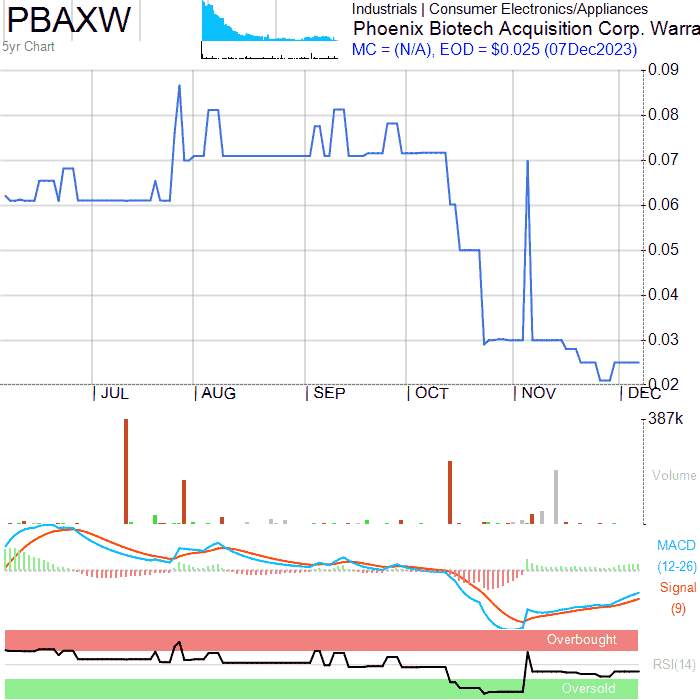 PBAXW
5yr Chart
Industrials | Consumer Electronics/Appliances
Phoenix Biotech Acquisition Corp. Warra
MC = (N/A), EOD = $0.025 (07Dec2023)
0.09
0.08
0.07
0.06
0.05
0.04
0.03
0.02
JUL AUG SEP OCT NOV DEC
387k
Volume
MACD
(12-26)
Signal
(9)
Overbought
RSI(14)
Oversold